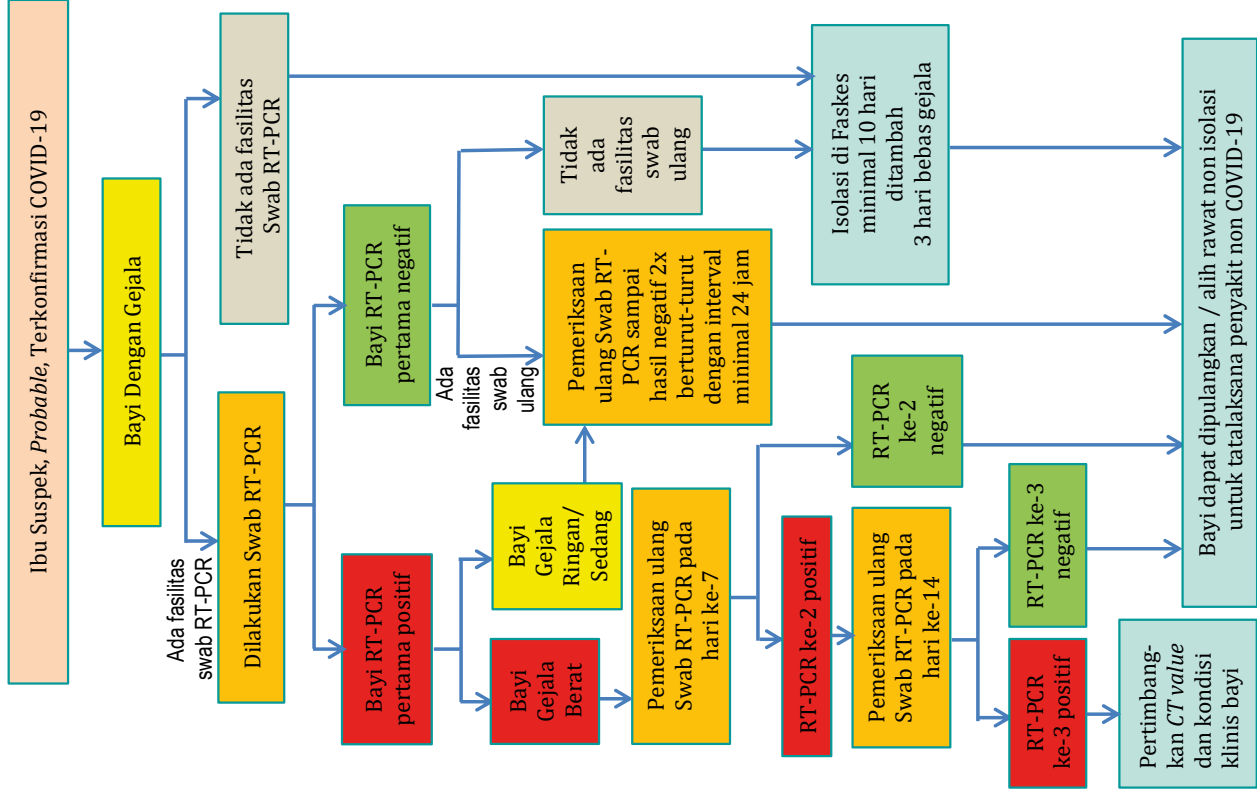 Ibu Suspek, Probable, Terkonfirmasi COVID-19
Bayi Dengan Gejala
Ada fasilitas
swab RT-PCR
Dilakukan Swab RT-PCR
Tidak ada fasilitas
Swab RT-PCR
Bayi RT-PCR
pertama positif
Bayi RT-PCR
pertama negatif
Ada
fasilitas
swab
ulang
Bayi
Gejala
Berat
Bayi
Gejala
Ringan/
Sedang
Pemeriksaan
ulang Swab RT-
PCR sampai
hasil negatif 2x
berturut-turut
dengan interval
minimal 24 jam
Tidak
ada
fasilitas
swab
ulang
Pemeriksaan ulang
Swab RT-PCR pada
hari ke-7
RT-PCR ke-2 positif
RT-PCR
ke-2
negatif
Isolasi di Faskes
minimal 10 hari
ditambah
3 hari bebas gejala
Pemeriksaan ulang
Swab RT-PCR pada
hari ke-14
RT-PCR
ke-3 positif
RT-PCR ke-3
negatif
Pertimbang-
kan CT value
dan kondisi
klinis bayi
Bayi dapat dipulangkan / alih rawat non isolasi
untuk tatalaksana penyakit non COVID-19